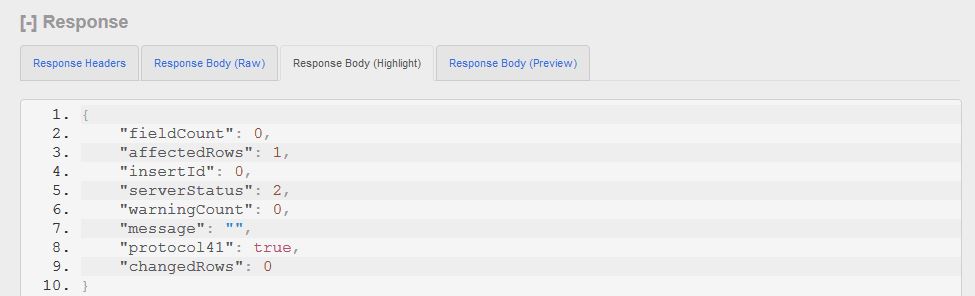 [-] Response
Response Headers Response Body (Raw) Response Body (Highlight) Response Body (Preview)
1. {
2. "fieldCount": 0,
3. "affectedRows": 1,
4. "insertId": 0,
5. "serverStatus": 2,
6. "warningCount": 0,
7. "message": "",
8. "protocol41": true,
9. "changedRows": 0
10. }